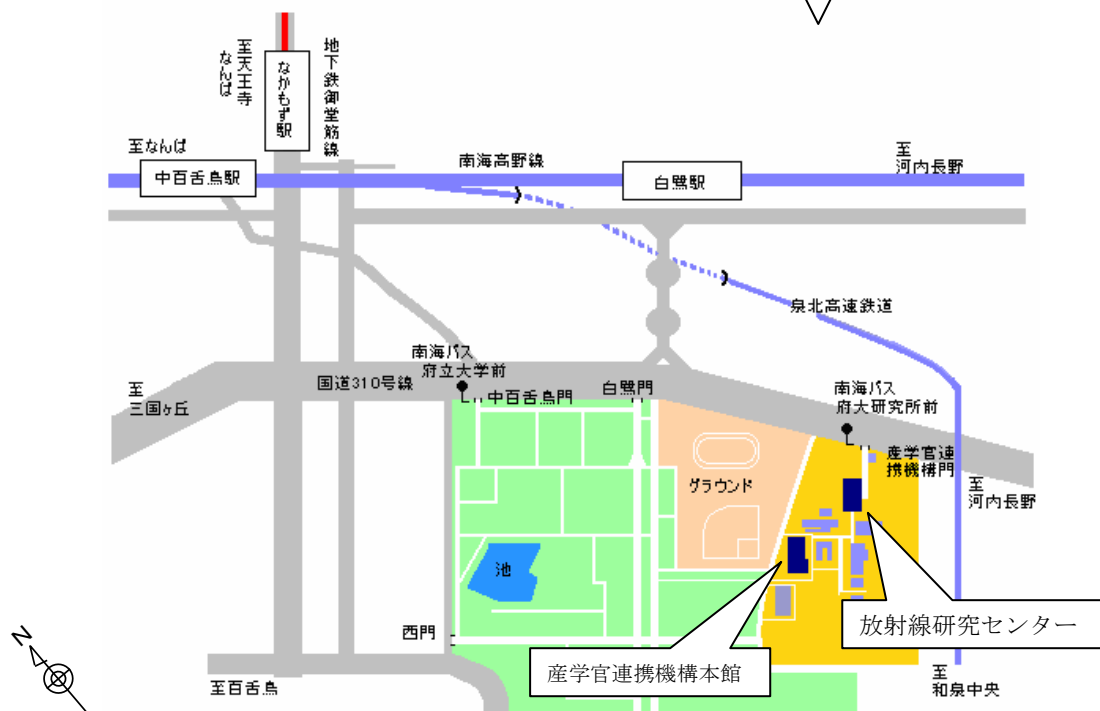 至天王寺
なんば
なかもず駅
地下鉄御堂筋線
至なんば
中百舌鳥駅
南海高野線
白鷺駅
至
河内長野
泉北高速鉄道
南海バス
府立大学前
国道310号線
中百舌鳥門
白鷺門
至
三国ヶ丘
南海バス
府大研究所前
産学官連
携機構門
グラウンド
至
河内長野
池
西門
放射線研究センター
産学官連携機構本館
至百舌鳥
至
和泉中央
N